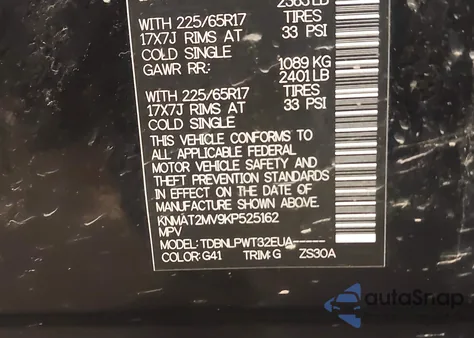 2363 LB
WITH 225/65R17 TIRES
17X7J RIMS AT 33 PSI
COLD SINGLE
GAWR RR: 1089 KG
2401 LB
WITH 225/65R17 TIRES
17X7J RIMS AT 33 PSI
COLD SINGLE
THIS VEHICLE CONFORMS TO
ALL APPLICABLE FEDERAL
MOTOR VEHICLE SAFETY AND
THEFT PREVENTION STANDARDS
IN EFFECT ON THE DATE OF
MANUFACTURE SHOWN ABOVE.
KNMAT2MV9KP525162
MPV
MODEL: TDBNLPWT32EUA------
COLOR: G41 TRIM: G ZS30A
autoSnap